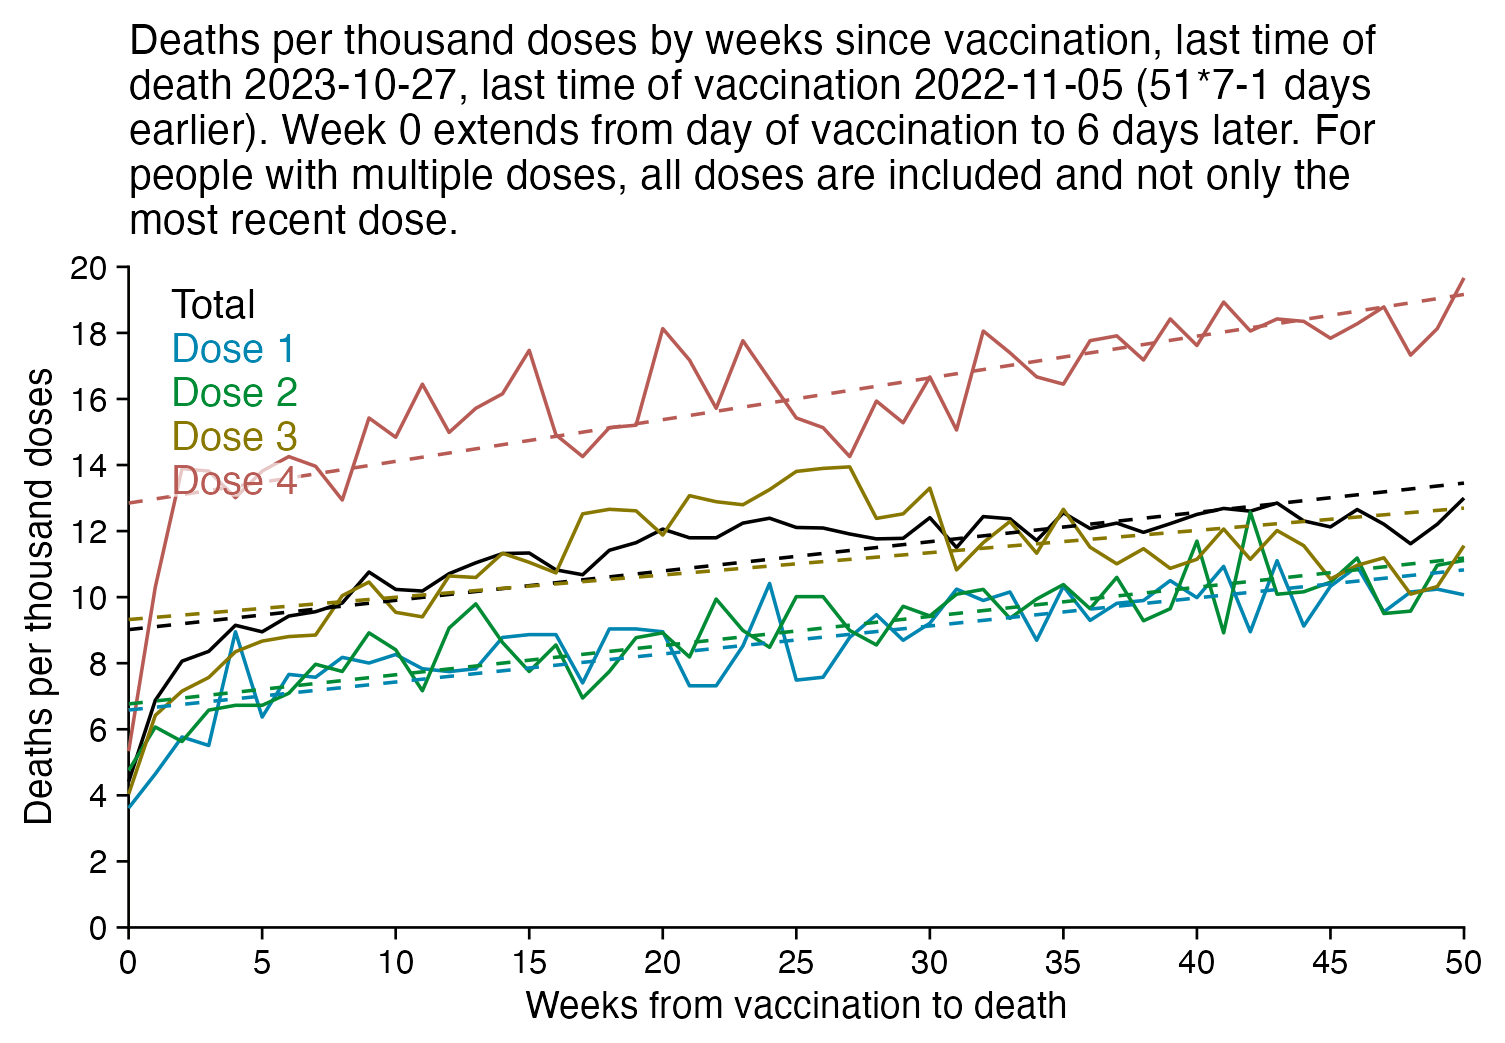 Deaths per thousand doses by weeks since vaccination, last time of
death 2023-10-27, last time of vaccination 2022-11-05 (51*7-1 days
earlier). Week 0 extends from day of vaccination to 6 days later. For
people with multiple doses, all doses are included and not only the
most recent dose.
Total
Dose 1
Dose 2
Dose 3
Dose 4
Deaths per thousand doses
20
18
16
14
12
10
8
6
4
2
0
0 5 10 15 20 25 30 35 40 45 50
Weeks from vaccination to death